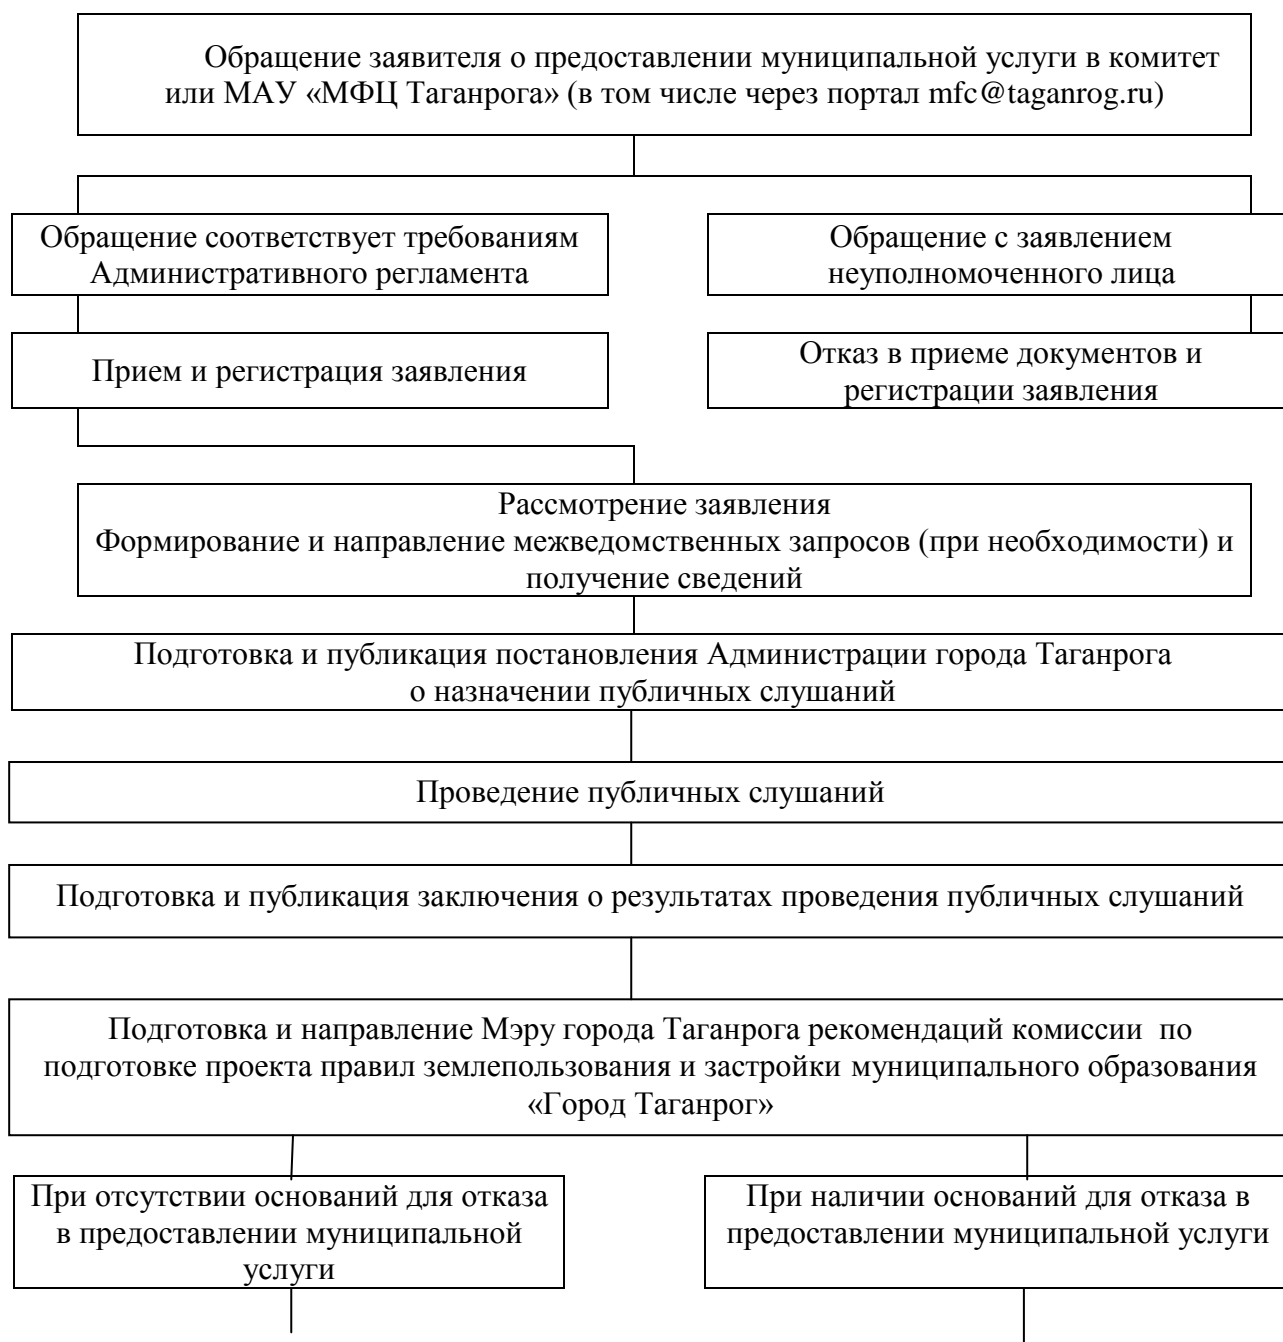 Обращение заявителя о предоставлении муниципальной услуги в комитет
или МАУ «МФЦ Таганрога» (в том числе через портал mfc@taganrog.ru)
Обращение соответствует требованиям
Административного регламента
Обращение с заявлением
неуполномоченного лица
Прием и регистрация заявления
Отказ в приеме документов и
регистрации заявления
Рассмотрение заявления
Формирование и направление межведомственных запросов (при необходимости) и
получение сведений
Подготовка и публикация постановления Администрации города Таганрога
о назначении публичных слушаний
Проведение публичных слушаний
Подготовка и публикация заключения о результатах проведения публичных слушаний
Подготовка и направление Мэру города Таганрога рекомендаций комиссии по
подготовке проекта правил землепользования и застройки муниципального образования
«Город Таганрог»
При отсутствии оснований для отказа
в предоставлении муниципальной
услуги
При наличии оснований для отказа в
предоставлении муниципальной услуги